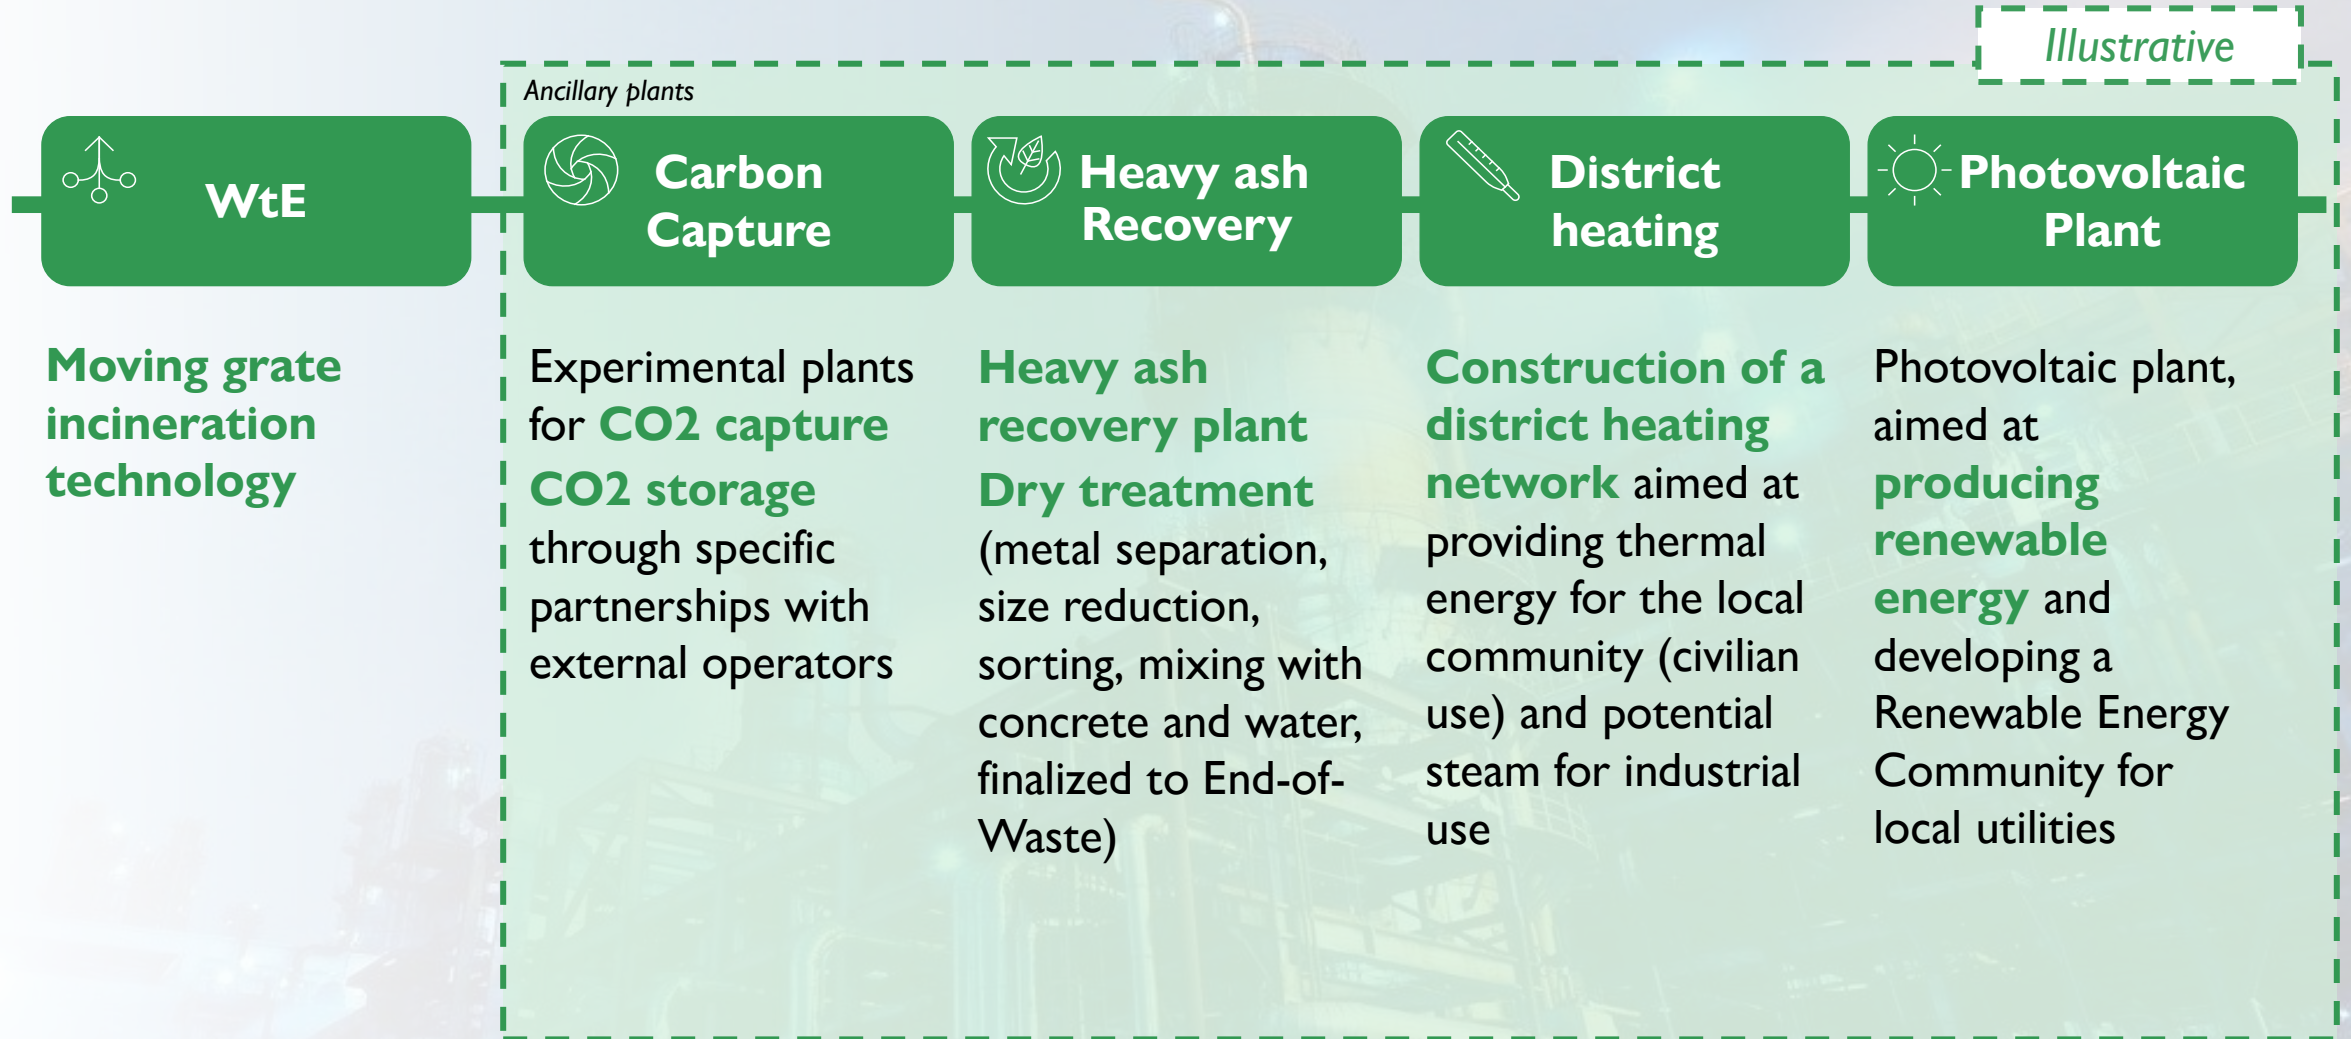 Illustrative
Ancillary plants
WtE
Carbon
Capture
Heavy ash
Recovery
District
heating
Photovoltaic
Plant
Moving grate
incineration
technology
Experimental plants
for CO2 capture
CO2 storage
through specific
partnerships with
external operators
Heavy ash
recovery plant
Dry treatment
(metal separation,
size reduction,
sorting, mixing with
concrete and water,
finalized to End-of-
Waste)
Construction of a
district heating
network aimed at
providing thermal
energy for the local
community (civilian
use) and potential
steam for industrial
use
Photovoltaic plant,
aimed at
producing
renewable
energy and
developing a
Renewable Energy
Community for
local utilities